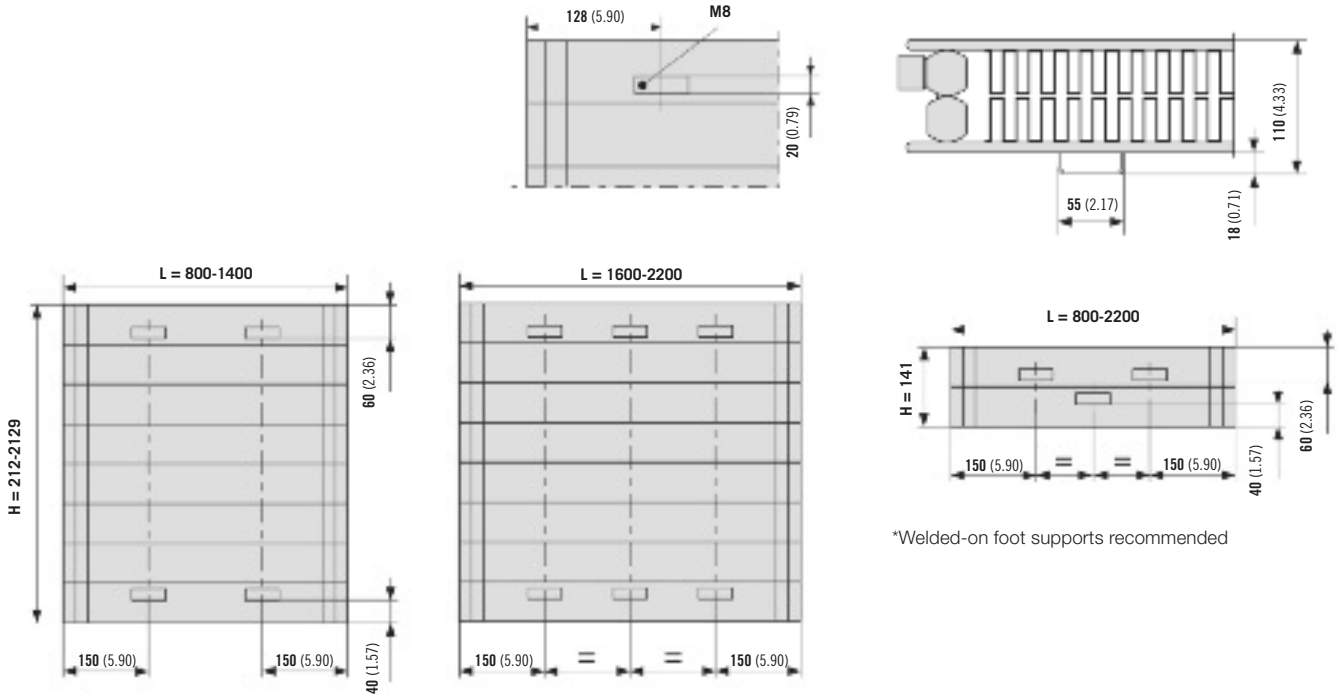 128 (5.90)
M8
20 (0.79)
110 (4.33)
55 (2.17)
18 (0.71)
L = 800-1400
H = 212-2129
60 (2.36)
150 (5.90)
150 (5.90)
40 (1.57)
L = 1600-2200
150 (5.90)
=
=
150 (5.90)
L = 800-2200
H = 141
60 (2.36)
150 (5.90)
=
=
150 (5.90)
40 (1.57)
*Welded-on foot supports recommended